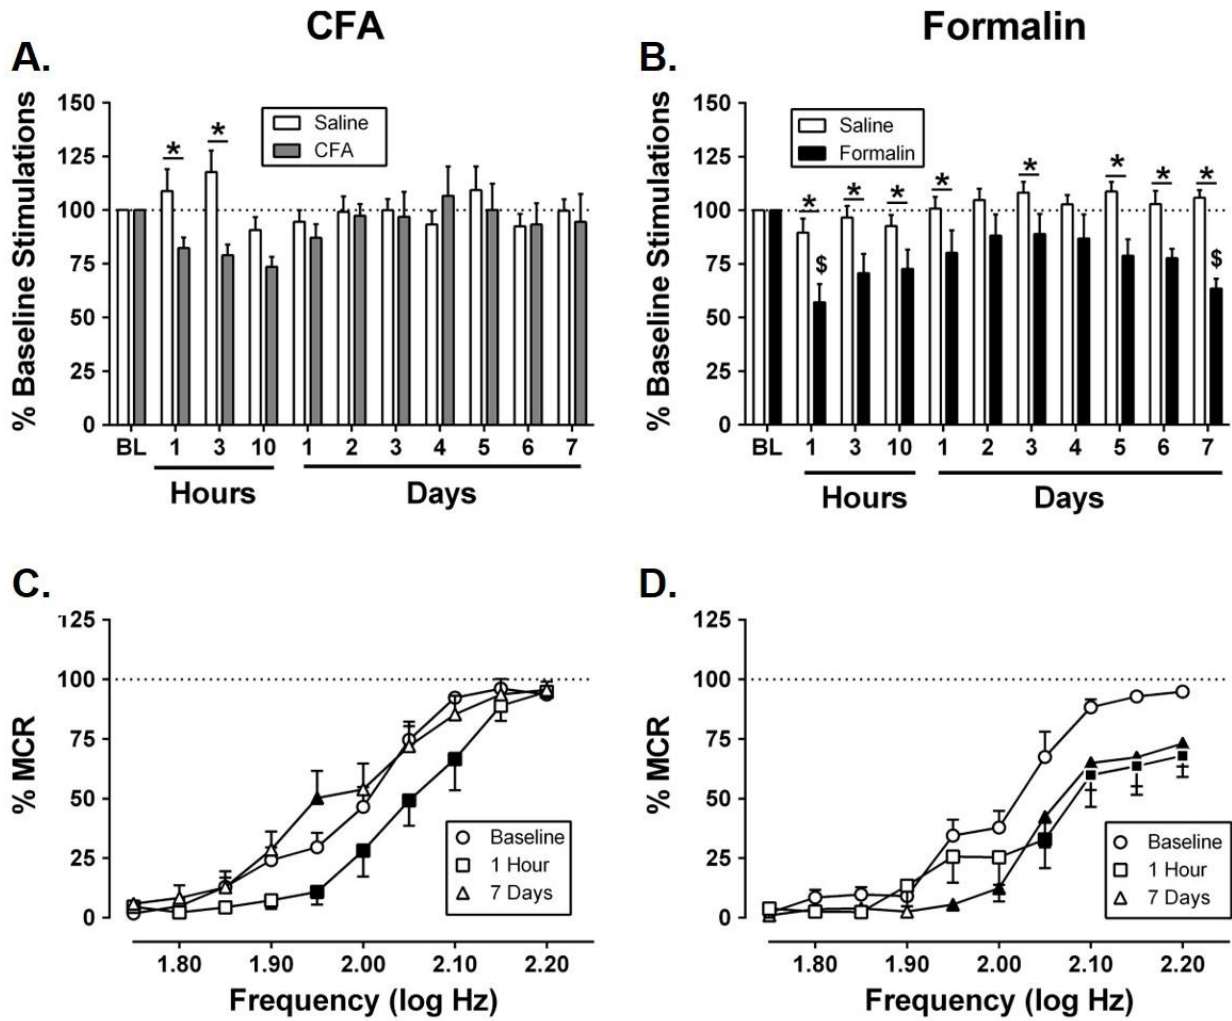 CFA
Formalin
A.
B.
% Baseline Stimulations
150
125
100
75
50
25
0
* *
Saline
CFA
BL 1 3 10 1 2 3 4 5 6 7
Hours Days
% Baseline Stimulations
150
125
100
75
50
25
0
Saline
Formalin
* * * * * * * *
$ $
BL 1 3 10 1 2 3 4 5 6 7
Hours Days
C.
D.
% MCR
125
100
75
50
25
0
Baseline
1 Hour
7 Days
1.80 1.90 2.00 2.10 2.20
Frequency (log Hz)
% MCR
125
100
75
50
25
0
Baseline
1 Hour
7 Days
1.80 1.90 2.00 2.10 2.20
Frequency (log Hz)